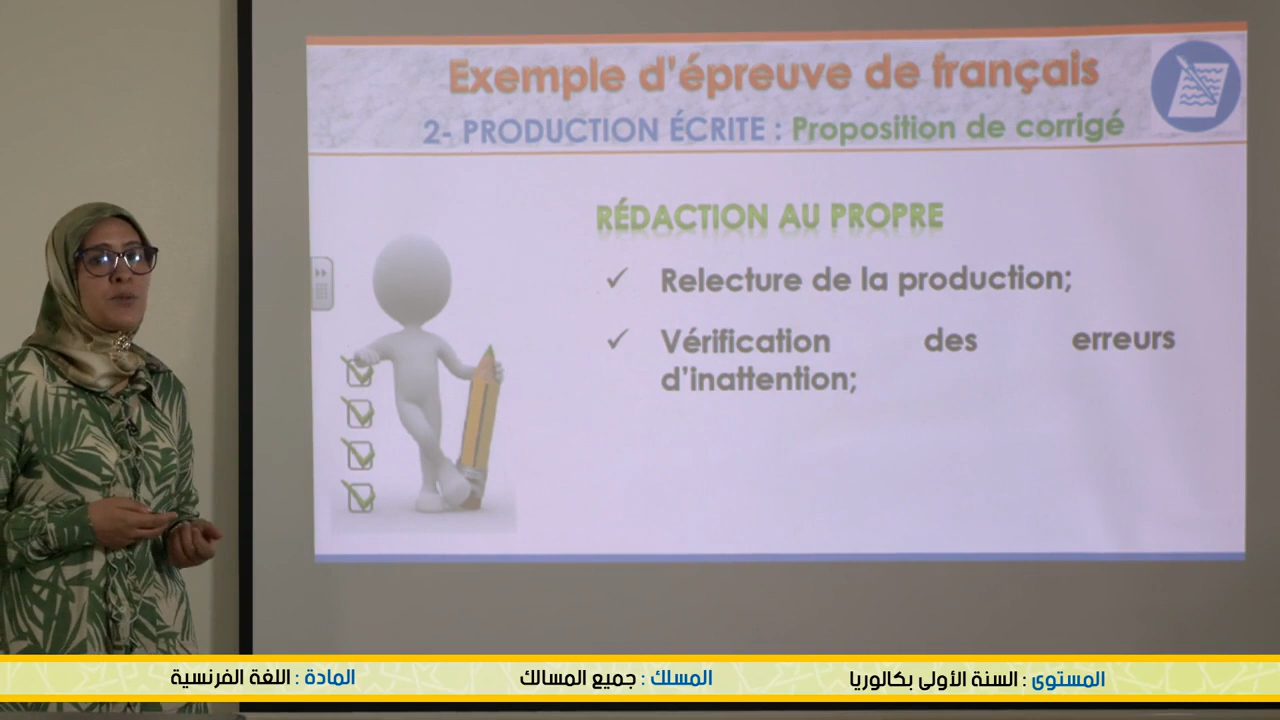 Exemple d'épreuve de français
2- PRODUCTION ÉCRITE : Proposition de corrigé
RÉDACTION AU PROPRE
✓ Relecture de la production;
✓ Vérification des erreurs
d'inattention;
المستوى : السنة الأولى بكالوريا
المسلك : جميع المسالك
المادة : اللغة الفرنسية